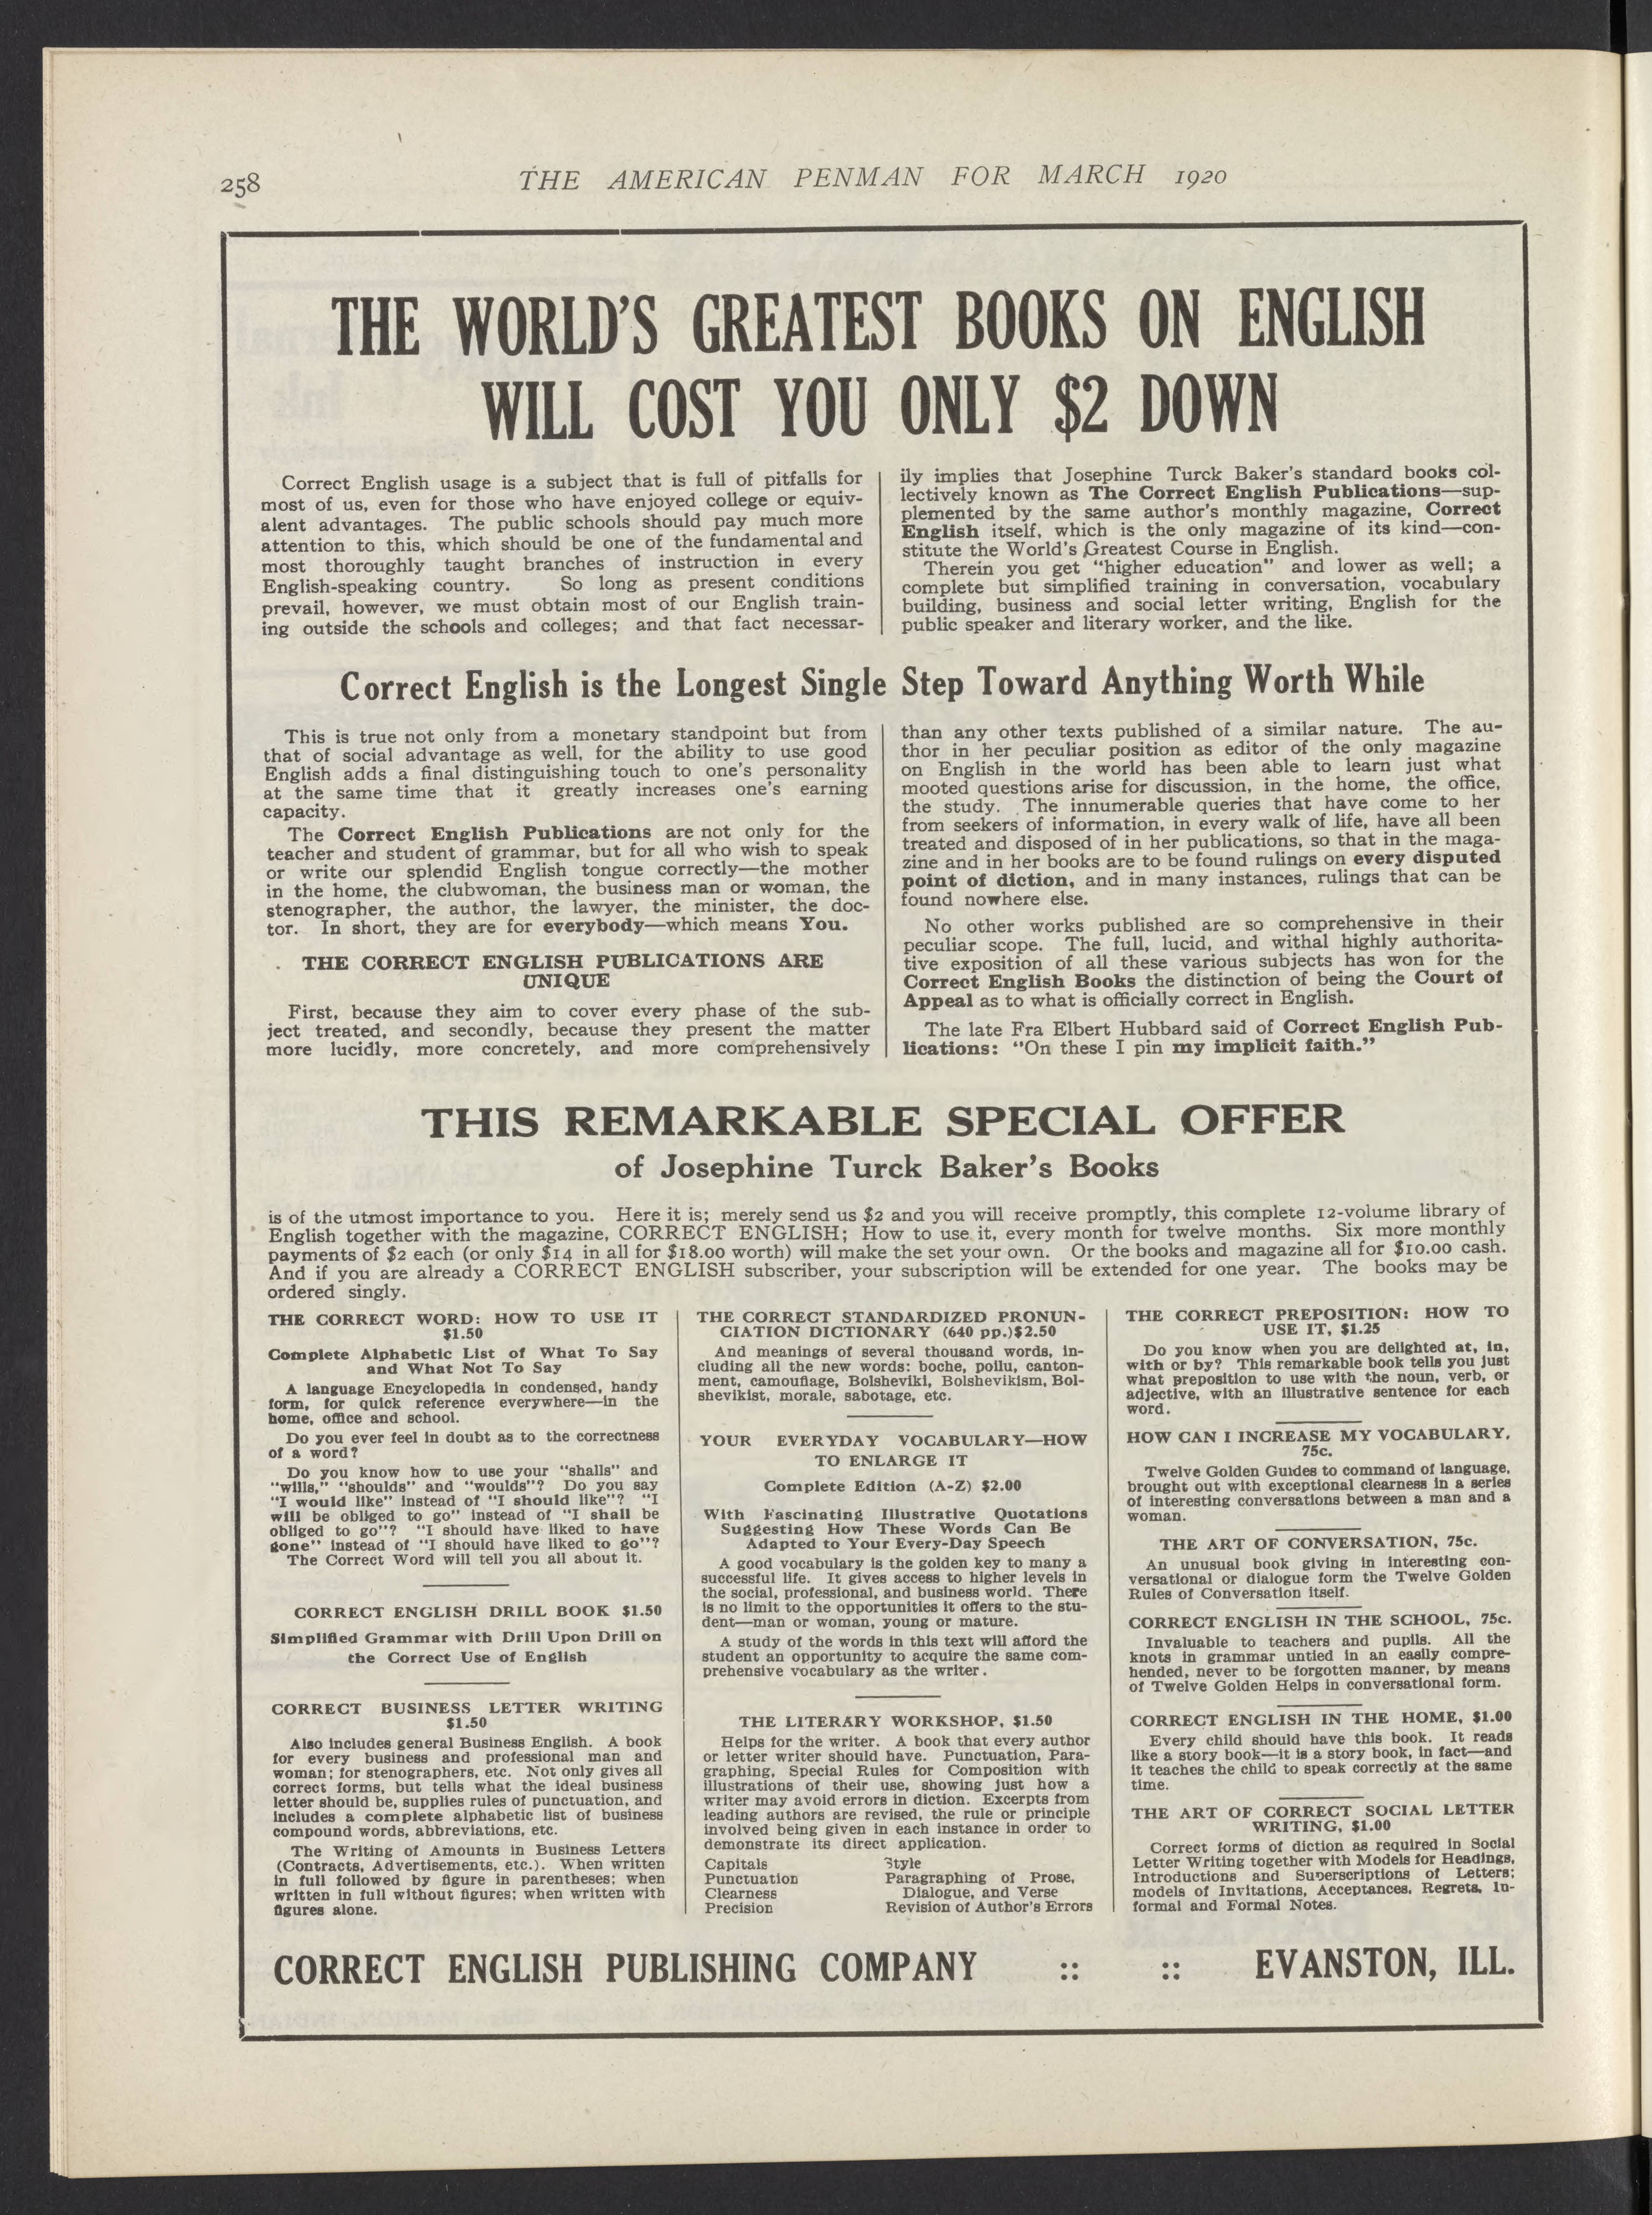 258
THE AMERICAN PENMAN FOR MARCH 1920
THE WORLD'S GREATEST BOOKS ON ENGLISH
WILL COST YOU ONLY $2 DOWN
Correct English usage is a subject that is full of pitfalls for
most of us, even for those who have enjoyed college or equiv-
alent advantages. The public schools should pay much more
attention to this, which should be one of the fundamental and
most thoroughly taught branches of instruction in every
English-speaking country. So long as present conditions
prevail, however, we must obtain most of our English train-
ing outside the schools and colleges; and that fact necessar-
ily implies that Josephine Turck Baker's standard books col-
lectively known as The Correct English Publications—sup-
plemented by the same author's monthly magazine, Correct
English itself, which is the only magazine of its kind—con-
stitute the World's Greatest Course in English.
Therein you get "higher education" and lower as well; a
complete but simplified training in conversation, vocabulary
building, business and social letter writing, English for the
public speaker and literary worker, and the like.
Correct English is the Longest Single Step Toward Anything Worth While
This is true not only from a monetary standpoint but from
that of social advantage as well, for the ability to use good
English adds a final distinguishing touch to one's personality
at the same time that it greatly increases one's earning
capacity.
The Correct English Publications are not only for the
teacher and student of grammar, but for all who wish to speak
or write our splendid English tongue correctly—the mother
in the home, the clubwoman, the business man or woman, the
stenographer, the author, the lawyer, the minister, the doc-
tor. In short, they are for everybody—which means You.
THE CORRECT ENGLISH PUBLICATIONS ARE
UNIQUE
First, because they aim to cover every phase of the sub-
ject treated, and secondly, because they present the matter
more lucidly, more concretely, and more comprehensively
than any other texts published of a similar nature. The au-
thor in her peculiar position as editor of the only magazine
on English in the world has been able to learn just what
mooted questions arise for discussion, in the home, the office,
the study. The innumerable queries that have come to her
from seekers of information, in every walk of life, have all been
treated and disposed of in her publications, so that in the maga-
zine and in her books are to be found rulings on every disputed
point of diction, and in many instances, rulings that can be
found nowhere else.
No other works published are so comprehensive in their
peculiar scope. The full, lucid, and withal highly authorita-
tive exposition of all these various subjects has won for the
Correct English Books the distinction of being the Court of
Appeal as to what is officially correct in English.
The late Fra Elbert Hubbard said of Correct English Pub-
lications: "On these I pin my implicit faith."
THIS REMARKABLE SPECIAL OFFER
of Josephine Turck Baker's Books
is of the utmost importance to you. Here it is; merely send us $2 and you will receive promptly, this complete 12-volume library of
English together with the magazine, CORRECT ENGLISH; How to use it, every month for twelve months. Six more monthly
payments of $2 each (or only $14 in all for $18.00 worth) will make the set your own. Or the books and magazine all for $10.00 cash.
And if you are already a CORRECT ENGLISH subscriber, your subscription will be extended for one year. The books may be
ordered singly.
THE CORRECT WORD: HOW TO USE IT
$1.50
Complete Alphabetic List of What To Say
and What Not To Say
A language Encyclopedia in condensed, handy
form, for quick reference everywhere—in the
home, office and school.
Do you ever feel in doubt as to the correctness
of a word?
Do you know how to use your "shalls" and
"wills," "shoulds" and "woulds"? Do you say
"I would like" instead of "I should like"? "I
will be obliged to go" instead of "I shall be
obliged to go"? "I should have liked to have
gone" instead of "I should have liked to go"?
The Correct Word will tell you all about it.
CORRECT ENGLISH DRILL BOOK $1.50
Simplified Grammar with Drill Upon Drill on
the Correct Use of English
CORRECT BUSINESS LETTER WRITING
$1.50
Also includes general Business English. A book
for every business and professional man and
woman; for stenographers, etc. Not only gives all
correct forms, but tells what the ideal business
letter should be, supplies rules of punctuation, and
includes a complete alphabetic list of business
compound words, abbreviations, etc.
The Writing of Amounts in Business Letters
(Contracts, Advertisements, etc.). When written
in full followed by figure in parentheses; when
written in full without figures; when written with
figures alone.
THE CORRECT STANDARDIZED PRONUN-
CIATION DICTIONARY (640 pp.)$2.50
And meanings of several thousand words, in-
cluding all the new words: boche, poilu, canton-
ment, camouflage, Bolsheviki, Bolshevikism, Bol-
shevikist, morale, sabotage, etc.
YOUR EVERYDAY VOCABULARY—HOW
TO ENLARGE IT
Complete Edition (A-Z) $2.00
With Fascinating Illustrative Quotations
Suggesting How These Words Can Be
Adapted to Your Every-Day Speech
A good vocabulary is the golden key to many a
successful life. It gives access to higher levels in
the social, professional, and business world. There
is no limit to the opportunities it offers to the stu-
dent—man or woman, young or mature.
A study of the words in this text will afford the
student an opportunity to acquire the same com-
prehensive vocabulary as the writer.
THE LITERARY WORKSHOP, $1.50
Helps for the writer. A book that every author
or letter writer should have. Punctuation, Para-
graphing, Special Rules for Composition with
illustrations of their use, showing just how a
writer may avoid errors in diction. Excerpts from
leading authors are revised, the rule or principle
involved being given in each instance in order to
demonstrate its direct application.
Capitals Style
Punctuation Paragraphing of Prose,
Clearness Dialogue, and Verse
Precision Revision of Author's Errors
THE CORRECT PREPOSITION: HOW TO
USE IT, $1.25
Do you know when you are delighted at, in,
with or by? This remarkable book tells you just
what preposition to use with the noun, verb, or
adjective, with an illustrative sentence for each
word.
HOW CAN I INCREASE MY VOCABULARY,
75c.
Twelve Golden Guides to command of language,
brought out with exceptional clearness in a series
of interesting conversations between a man and a
woman.
THE ART OF CONVERSATION, 75c.
An unusual book giving in interesting con-
versational or dialogue form the Twelve Golden
Rules of Conversation itself.
CORRECT ENGLISH IN THE SCHOOL, 75c.
Invaluable to teachers and pupils. All the
knots in grammar untied in an easily compre-
hended, never to be forgotten manner, by means
of Twelve Golden Helps in conversational form.
CORRECT ENGLISH IN THE HOME, $1.00
Every child should have this book. It reads
like a story book—it is a story book, in fact—and
it teaches the child to speak correctly at the same
time.
THE ART OF CORRECT SOCIAL LETTER
WRITING, $1.00
Correct forms of diction as required in Social
Letter Writing together with Models for Headings,
Introductions and Superscriptions of Letters;
models of Invitations, Acceptances, Regrets, In-
formal and Formal Notes.
CORRECT ENGLISH PUBLISHING COMPANY :: :: EVANSTON, ILL.